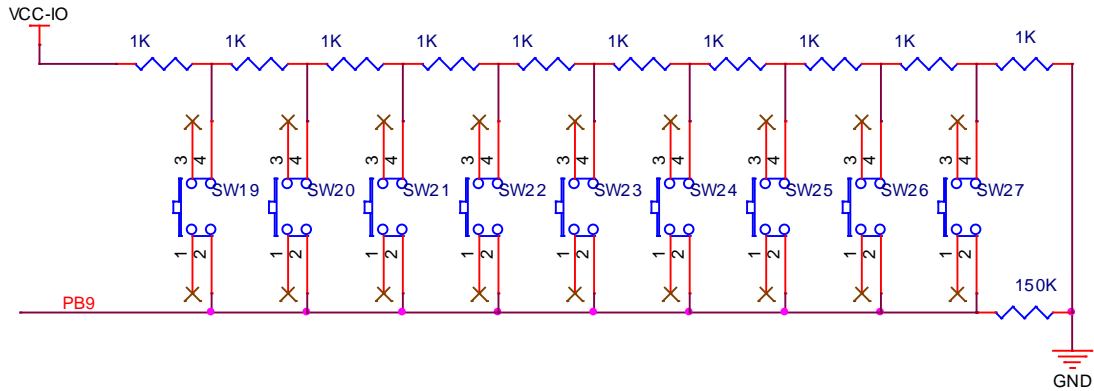 VCC-IO
1K 1K 1K 1K 1K 1K 1K 1K 1K 1K
3 4 3 4 3 4 3 4 3 4 3 4 3 4 3 4 3 4
SW19 SW20 SW21 SW22 SW23 SW24 SW25 SW26 SW27
1 2 1 2 1 2 1 2 1 2 1 2 1 2 1 2 1 2
150K
PB9
GND